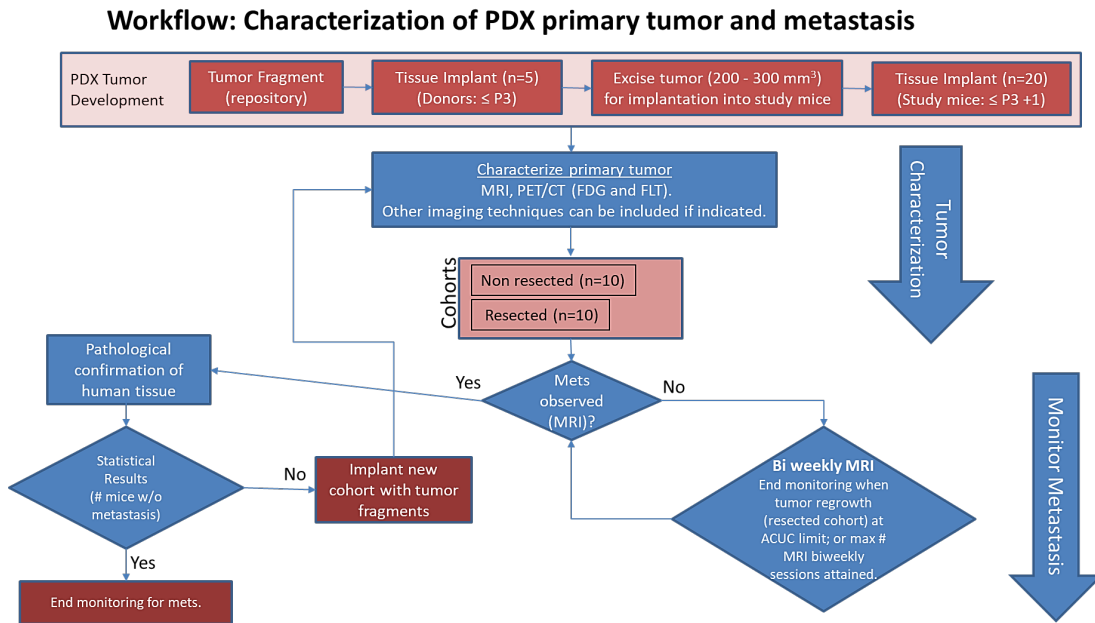 Workflow: Characterization of PDX primary tumor and metastasis
PDX Tumor
Development
Tumor Fragment
(repository)
Tissue Implant (n=5)
(Donors: ≤ P3)
Excise tumor (200 - 300 mm³)
for implantation into study mice
Tissue Implant (n=20)
(Study mice: ≤ P3 +1)
Characterize primary tumor
MRI, PET/CT (FDG and FLT).
Other imaging techniques can be included if indicated.
Tumor
Characterization
Cohorts
Non resected (n=10)
Resected (n=10)
Pathological
confirmation of
human tissue
Yes
Mets
observed
(MRI)?
No
Statistical
Results
(# mice w/o
metastasis)
No
Implant new
cohort with tumor
fragments
Bi weekly MRI
End monitoring when
tumor regrowth
(resected cohort) at
ACUC limit; or max #
MRI biweekly
sessions attained.
Monitor Metastasis
Yes
End monitoring for mets.